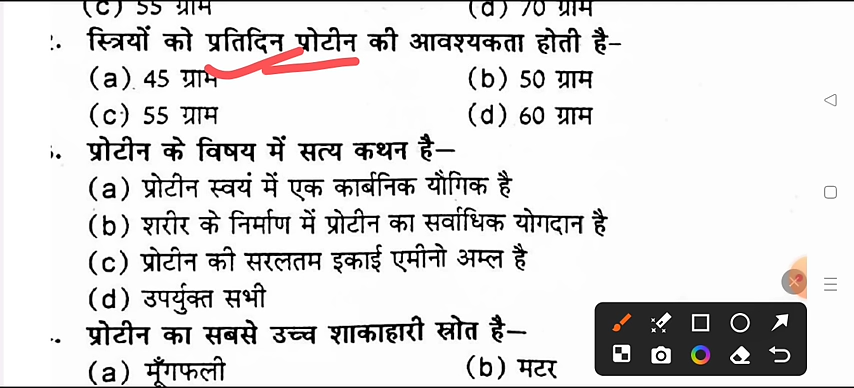 (c) 55 ग्राम (d) 70 ग्राम
स्त्रियों को प्रतिदिन प्रोटीन की आवश्यकता होती है–
(a) 45 ग्राम (b) 50 ग्राम
(c) 55 ग्राम (d) 60 ग्राम
प्रोटीन के विषय में सत्य कथन है—
(a) प्रोटीन स्वयं में एक कार्बनिक यौगिक है
(b) शरीर के निर्माण में प्रोटीन का सर्वाधिक योगदान है
(c) प्रोटीन की सरलतम इकाई एमीनो अम्ल है
(d) उपर्युक्त सभी
प्रोटीन का सबसे उच्च शाकाहारी स्रोत है—
(a) मूँगफली (b) मटर